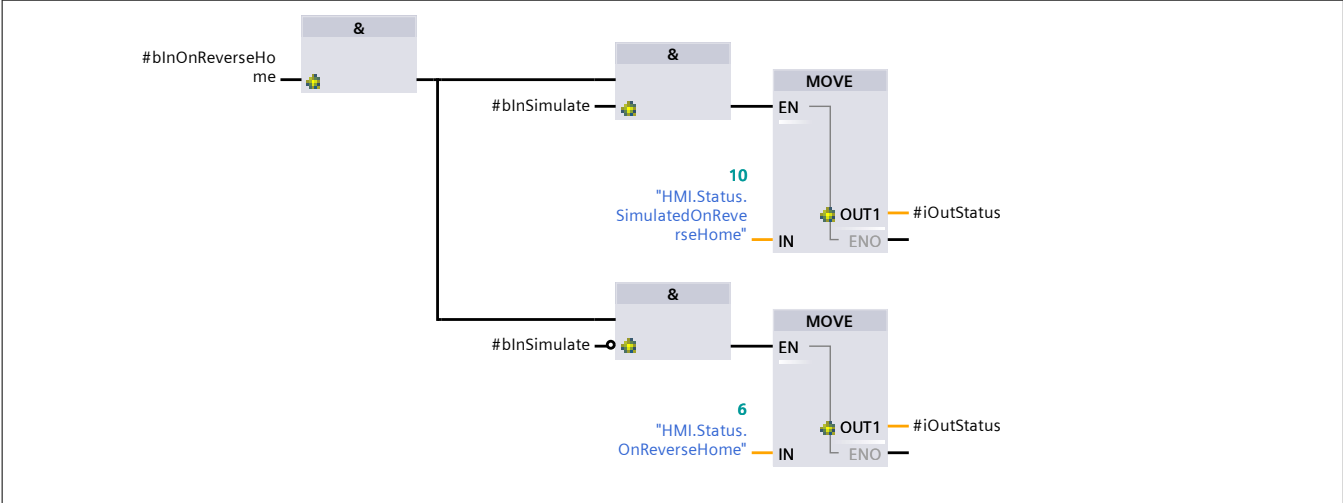 &
#bInOnReverseHo
me
&
#bInSimulate
MOVE
EN
10
"HMI.Status.
SimulatedOnReve
rseHome"
IN
OUT1
#iOutStatus
ENO
&
#bInSimulate
MOVE
EN
6
"HMI.Status.
OnReverseHome"
IN
OUT1
#iOutStatus
ENO